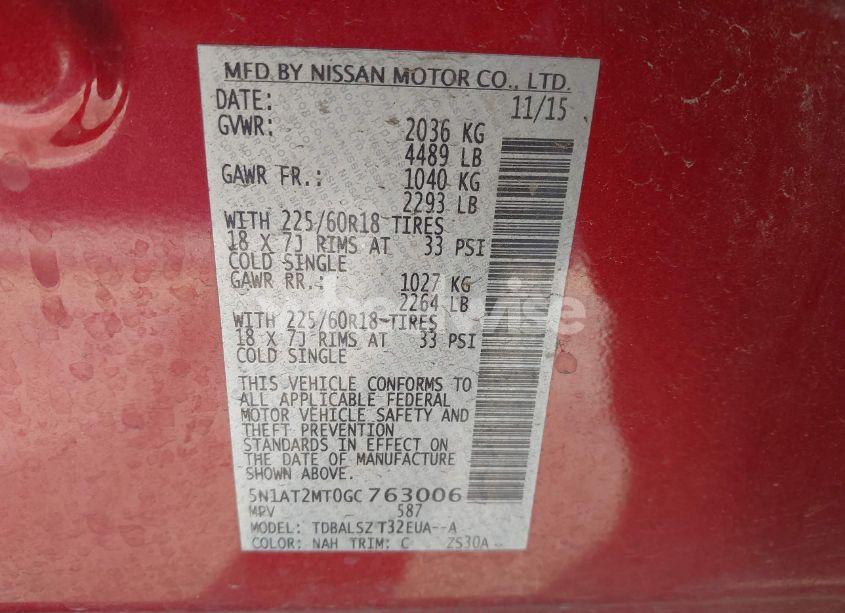 MFD BY NISSAN MOTOR CO., LTD.
DATE: 11/15
GVWR: 2036 KG
4489 LB
GAWR FR.: 1040 KG
2293 LB
WITH 225/60R18 TIRES
18 X 7J RIMS AT 33 PSI
COLD SINGLE
GAWR RR.: 1027 KG
2264 LB
WITH 225/60R18 TIRES
18 X 7J RIMS AT 33 PSI
COLD SINGLE
THIS VEHICLE CONFORMS TO
ALL APPLICABLE FEDERAL
MOTOR VEHICLE SAFETY AND
THEFT PREVENTION
STANDARDS IN EFFECT ON
THE DATE OF MANUFACTURE
SHOWN ABOVE.
5N1AT2MT0GC763006
MPV 587
MODEL: TDBALSZ T32EUA--A
COLOR: NAH TRIM: C ZS30A